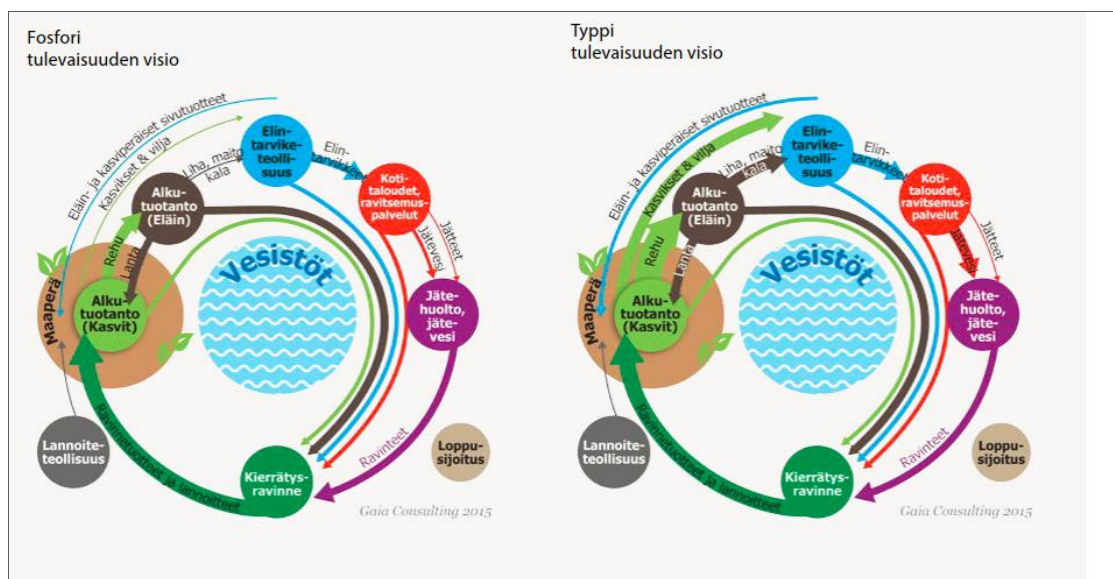 Fosfori
tulevaisuuden visio
Eläin- ja kasviperäiset sivutuotteet
Kasvikset & vilja
Liha, maito
kala
Elin-
tarvike-
teollisuus
Elin-
tarvikkeet
Koti-
taloudet,
ravitsemus-
palvelut
Alku-
tuotanto
(Eläin)
Rehu
Lanta
Jätteet
Jätevesi
Vesistöt
Maaperä
Alku-
tuotanto
(Kasvit)
Jäte-
huolto,
jäte-
vesi
Lannoite-
teollisuus
Ravinnetuotteet ja lannoitteet
Ravinteet
Loppu-
sijoitus
Kierrätys-
ravinne
Gaia Consulting 2015
Typpi
tulevaisuuden visio
Eläin- ja kasviperäiset sivutuotteet
Kasvikset & vilja
Liha, maito
kala
Elin-
tarvike-
teollisuus
Elin-
tarvikkeet
Koti-
taloudet,
ravitsemus-
palvelut
Alku-
tuotanto
(Eläin)
Rehu
Lanta
Jätteet
Jätevesi
Vesistöt
Maaperä
Alku-
tuotanto
(Kasvit)
Jäte-
huolto,
jäte-
vesi
Lannoite-
teollisuus
Ravinnetuotteet ja lannoitteet
Ravinteet
Loppu-
sijoitus
Kierrätys-
ravinne
Gaia Consulting 2015